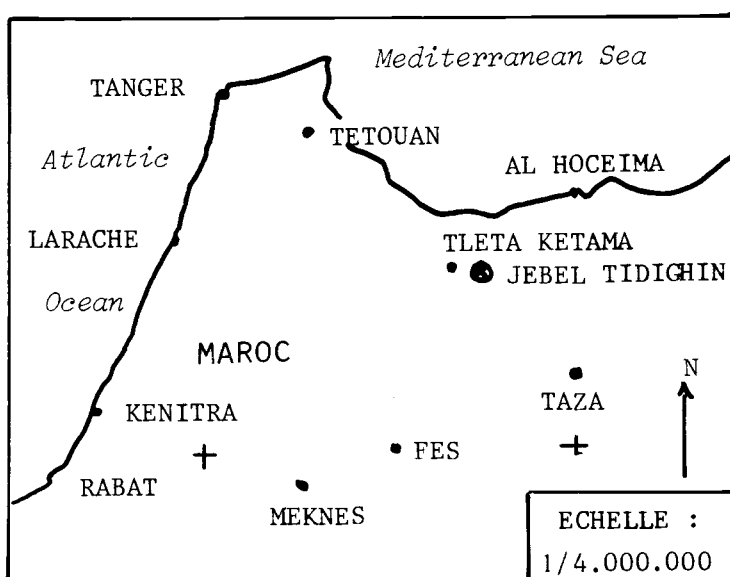 Mediterranean Sea
TANGER
TETOUAN
Atlantic
AL HOCEIMA
LARACHE
TLETA KETAMA
JEBEL TIDIGHIN
Ocean
MAROC
N
TAZA
KENITRA
FES
RABAT
MEKNES
ECHELLE :
1/4.000.000